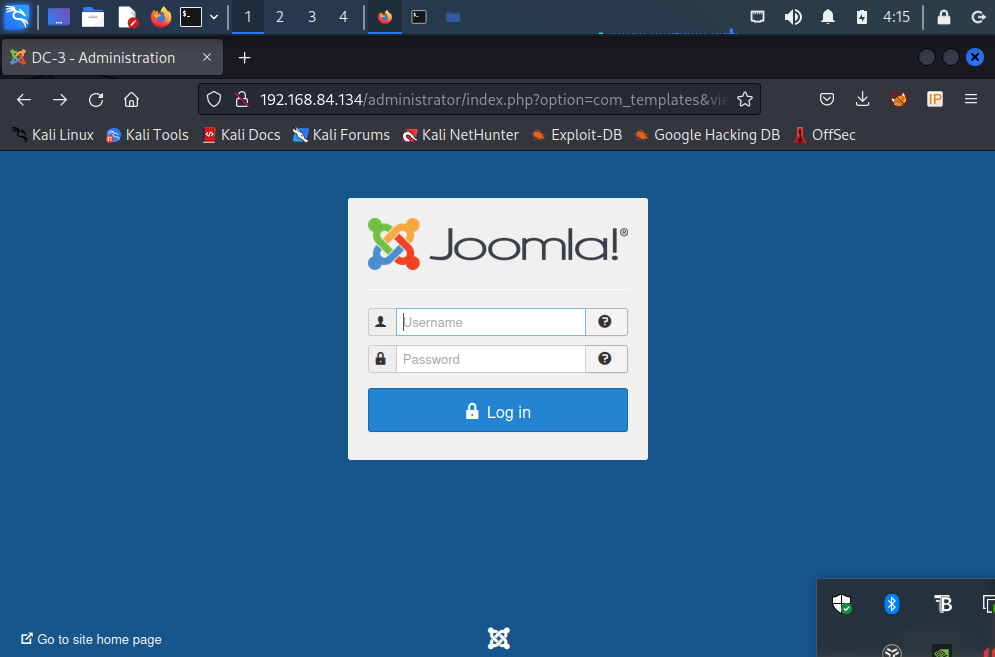 1 2 3 4 4:15
DC-3 - Administration
192.168.84.134/administrator/index.php?option=com_templates&vie
IP
Kali Linux Kali Tools Kali Docs Kali Forums Kali NetHunter Exploit-DB Google Hacking DB OffSec
Joomla!®
Username
Password
Log in
Go to site home page